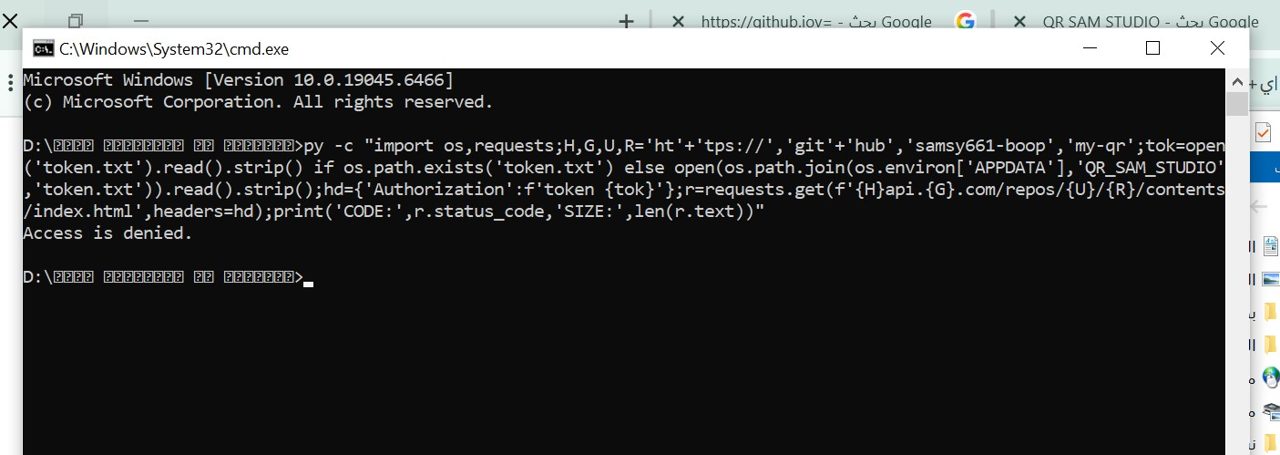 https://github.iov= - بحث Google
QR SAM STUDIO - بحث Google
C:\Windows\System32\cmd.exe
اي +
Microsoft Windows [Version 10.0.19045.6466]
(c) Microsoft Corporation. All rights reserved.
D:\⍰⍰⍰⍰ ⍰⍰⍰⍰⍰⍰⍰⍰ ⍰⍰ ⍰⍰⍰⍰⍰⍰⍰>py -c "import os,requests;H,G,U,R='ht'+'tps://','git'+'hub','samsy661-boop','my-qr';tok=open
('token.txt').read().strip() if os.path.exists('token.txt') else open(os.path.join(os.environ['APPDATA'],'QR_SAM_STUDIO'
,'token.txt')).read().strip();hd={'Authorization':f'token {tok}'};r=requests.get(f'{H}api.{G}.com/repos/{U}/{R}/contents
/index.html',headers=hd);print('CODE:',r.status_code,'SIZE:',len(r.text))"
Access is denied.
D:\⍰⍰⍰⍰ ⍰⍰⍰⍰⍰⍰⍰⍰ ⍰⍰ ⍰⍰⍰⍰⍰⍰⍰>